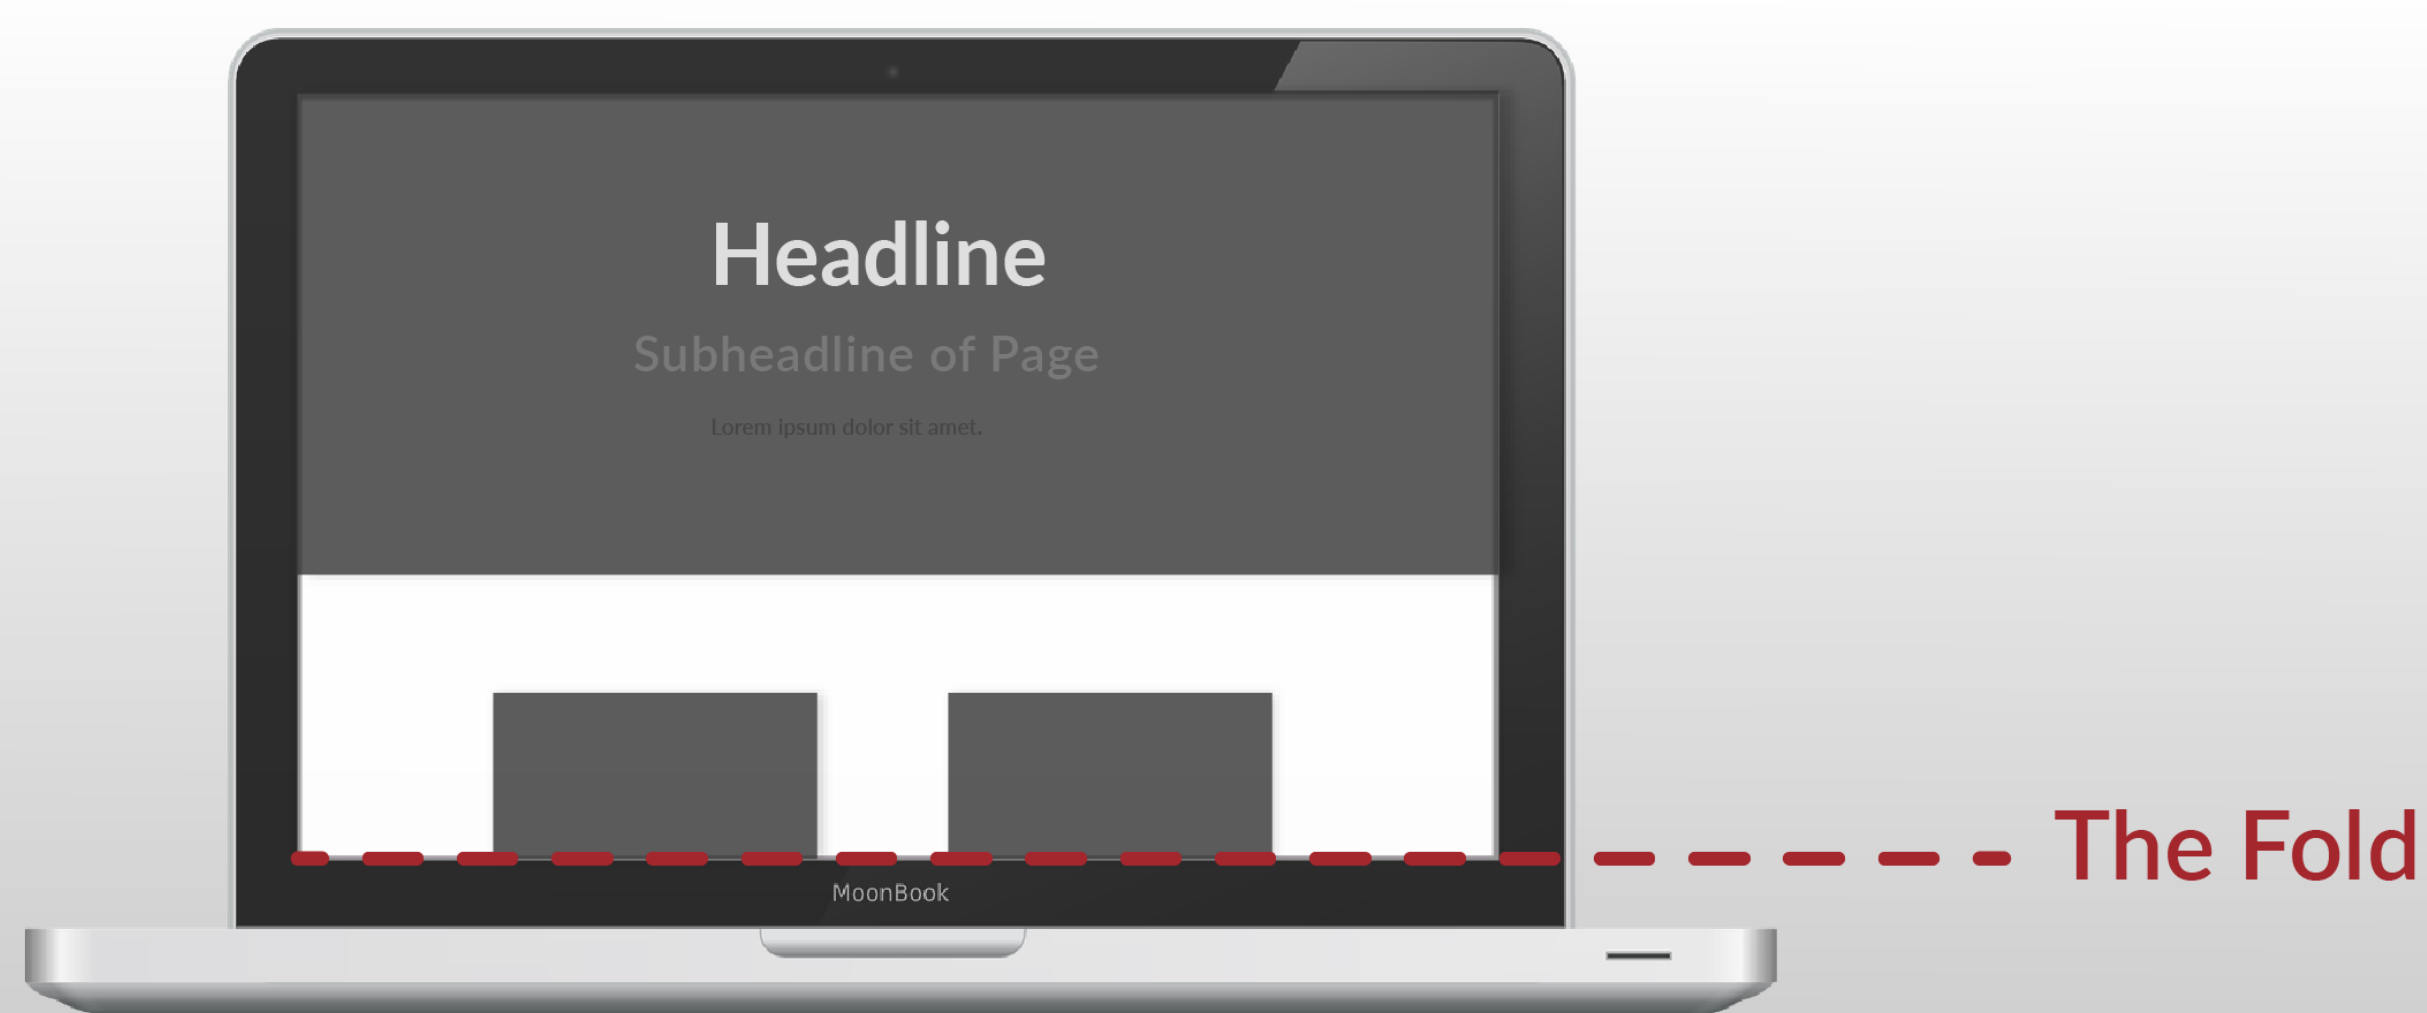 Headline
Subheadline of Page
Lorem ipsum dolor sit amet.
The Fold
MoonBook